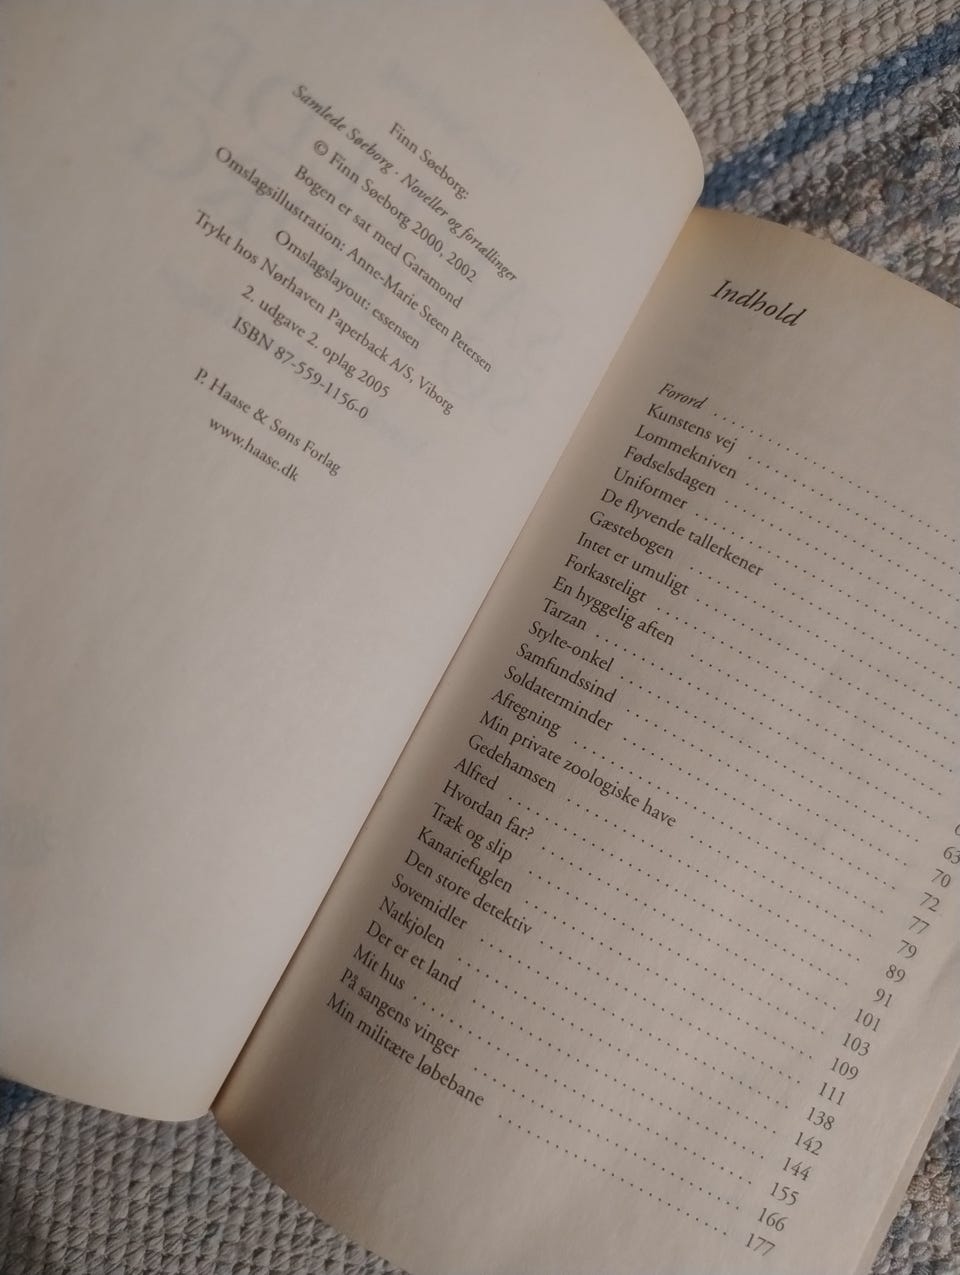 Finn Søeborg:
Samlede Søeborg · Noveller og fortællinger
© Finn Søeborg 2000, 2002
Bogen er sat med Garamond
Omslagsillustration: Anne-Marie Steen Petersen
Omslagslayout: essensen
Trykt hos Nørhaven Paperback A/S, Viborg
2. udgave 2. oplag 2005
ISBN 87-559-1156-0
P. Haase & Søns Forlag
www.haase.dk
Indhold
Forord
Kunstens vej
Lommekniven
Fødselsdagen
Uniformer
De flyvende tallerkener
Gæstebogen
Intet er umuligt
Forkasteligt
En hyggelig aften
Tarzan
Stylte-onkel 63
Samfundssind 70
Soldaterminder 72
Afregning 77
Min private zoologiske have 79
Gedehamsen 89
Alfred 91
Hvordan far? 101
Træk og slip 103
Kanariefuglen 109
Den store detektiv 111
Sovemidler 138
Natkjolen 142
Der er et land 144
Mit hus 155
På sangens vinger 166
Min militære løbebane 177